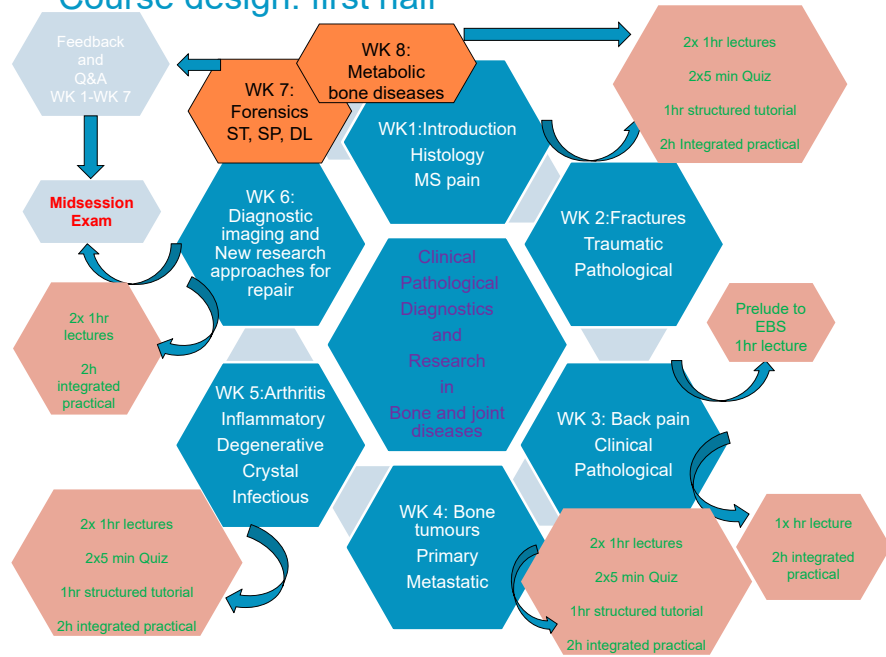 Course design: first half
Feedback
and
Q&A
WK 1-WK 7
WK 8:
Metabolic
bone diseases
WK 7:
Forensics
ST, SP, DL
2x 1hr lectures
2x5 min Quiz
1hr structured tutorial
2h Integrated practical
WK1:Introduction
Histology
MS pain
Midsession
Exam
WK 6:
Diagnostic
imaging and
New research
approaches for
repair
WK 2:Fractures
Traumatic
Pathological
Clinical
Pathological
Diagnostics
and
Research
in
Bone and joint
diseases
2x 1hr
lectures
2h
integrated
practical
Prelude to
EBS
1hr lecture
WK 5:Arthritis
Inflammatory
Degenerative
Crystal
Infectious
WK 3: Back pain
Clinical
Pathological
WK 4: Bone
tumours
Primary
Metastatic
2x 1hr lectures
2x5 min Quiz
1hr structured tutorial
2h integrated practical
2x 1hr lectures
2x5 min Quiz
1hr structured tutorial
2h integrated practical
1x hr lecture
2h integrated
practical